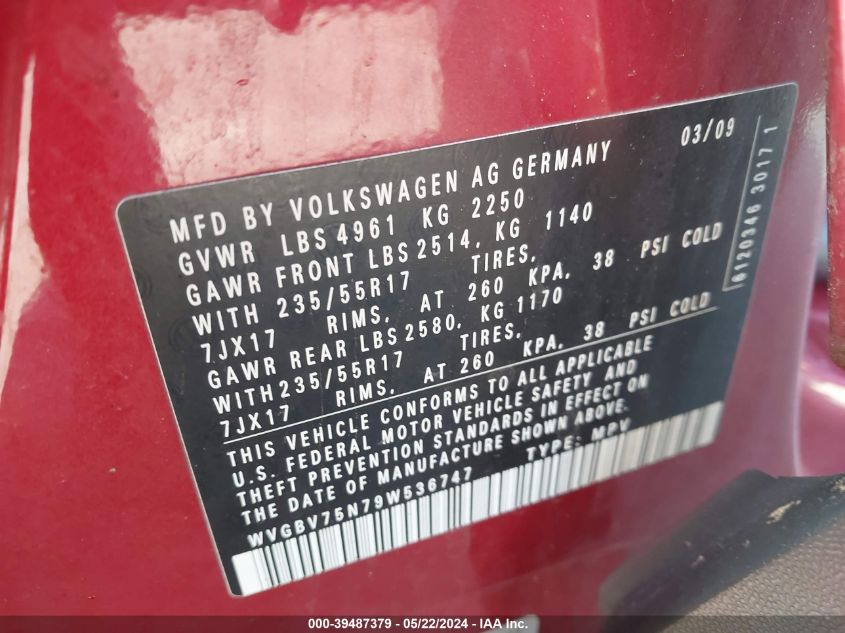 MFD BY VOLKSWAGEN AG GERMANY 03/09
GVWR LBS 4961 KG 2250
GAWR FRONT LBS 2514, KG 1140
WITH 235/55R17 TIRES,
7JX17 RIMS, AT 260 KPA, 38 PSI COLD
GAWR REAR LBS 2580, KG 1170
WITH 235/55R17 TIRES,
7JX17 RIMS, AT 260 KPA, 38 PSI COLD
THIS VEHICLE CONFORMS TO ALL APPLICABLE
U.S. FEDERAL MOTOR VEHICLE SAFETY AND
THEFT PREVENTION STANDARDS IN EFFECT ON
THE DATE OF MANUFACTURE SHOWN ABOVE.
WVGBV75N79W536747 TYPE: MPV
6120346 3017 1
000-39487379 - 05/22/2024 - IAA Inc.